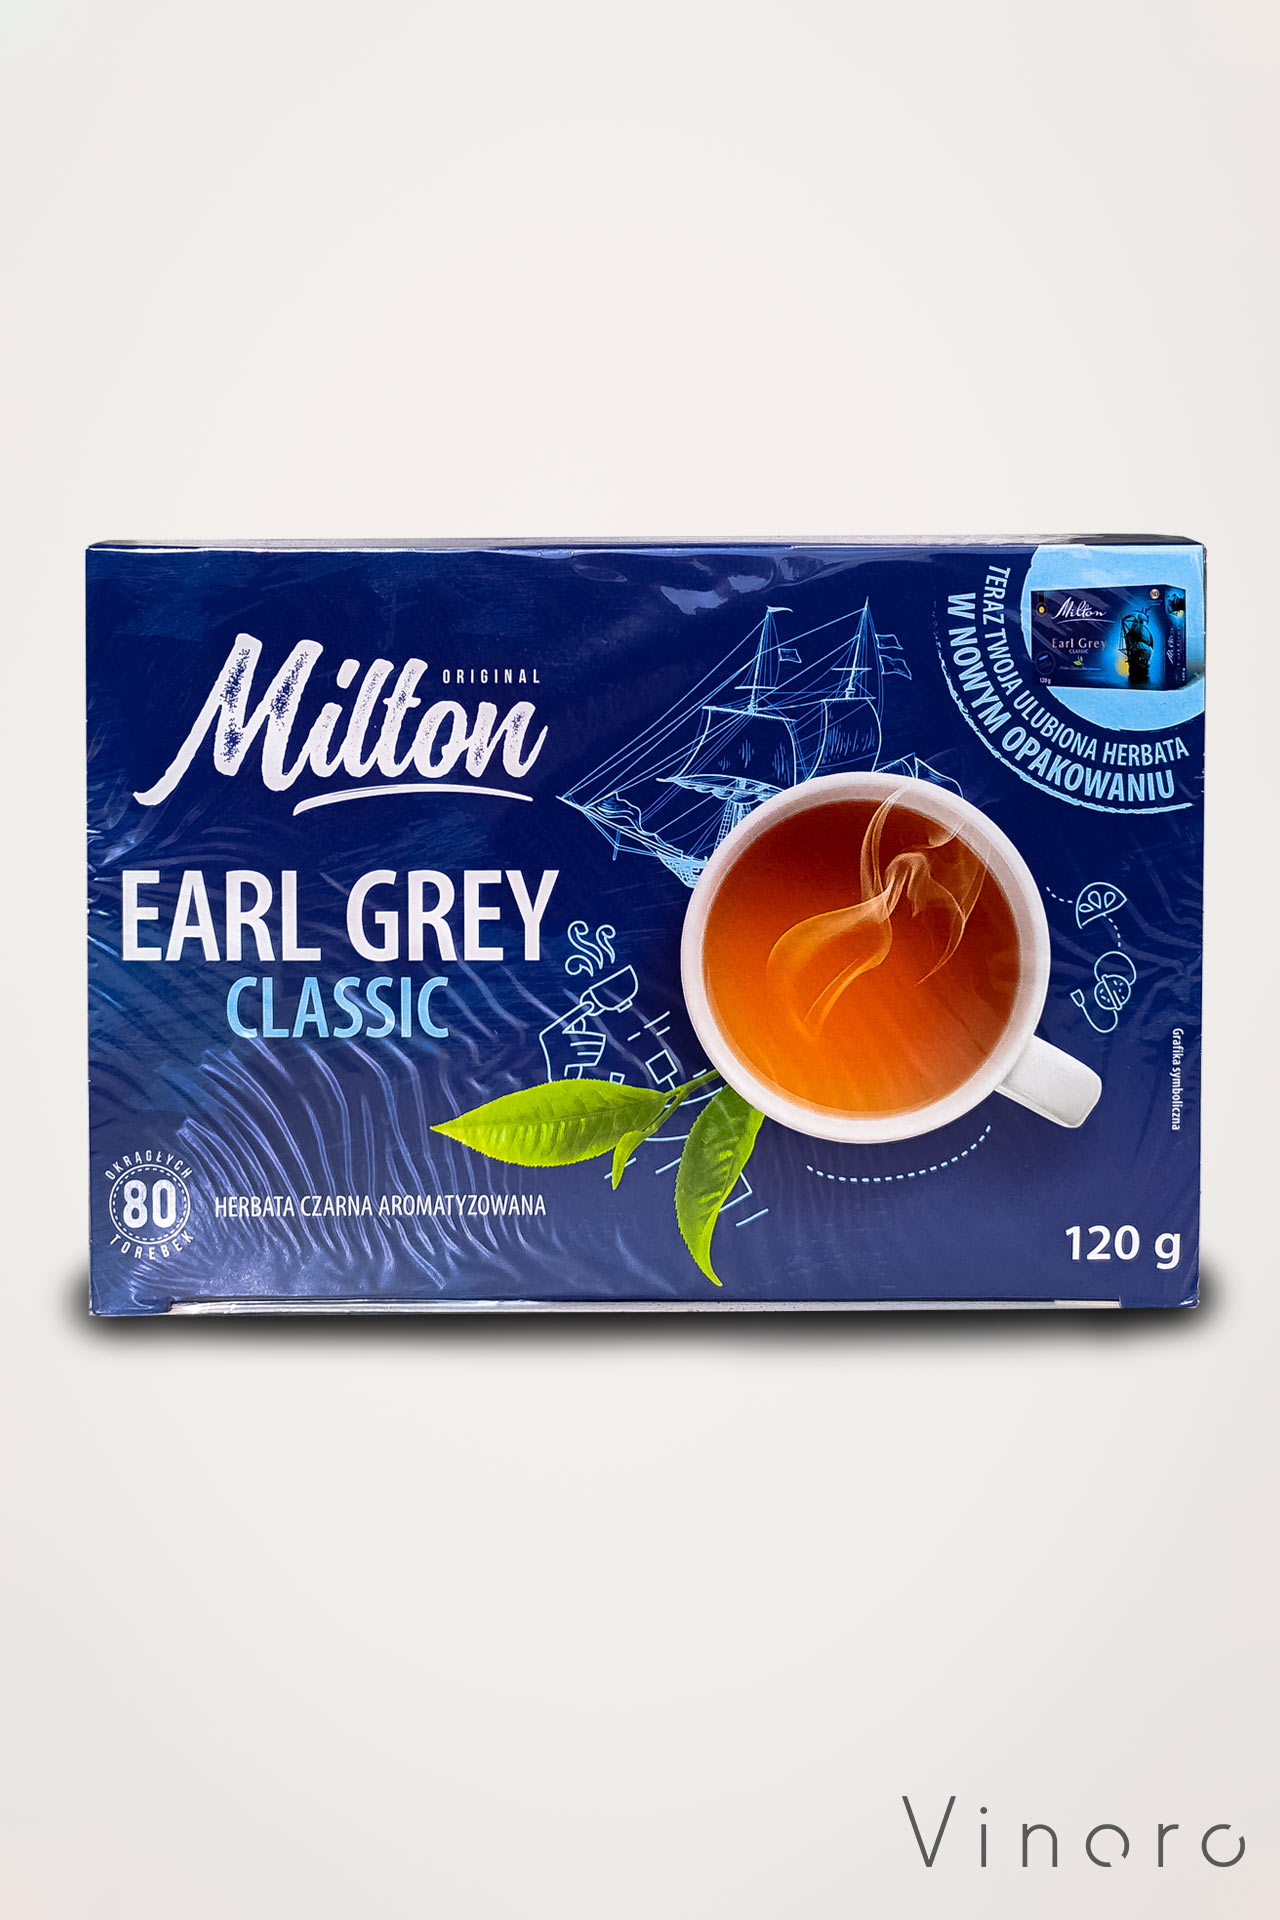 Milton
ORIGINAL
EARL GREY
CLASSIC
TERAZ TWOJA ULUBIONA HERBATA
W NOWYM OPAKOWANIU
Milton
Earl Grey
CLASSIC
120 g
Grafika symboliczna
OKRĄGŁYCH
80
TOREBEK
HERBATA CZARNA AROMATYZOWANA
120 g
Vinoro